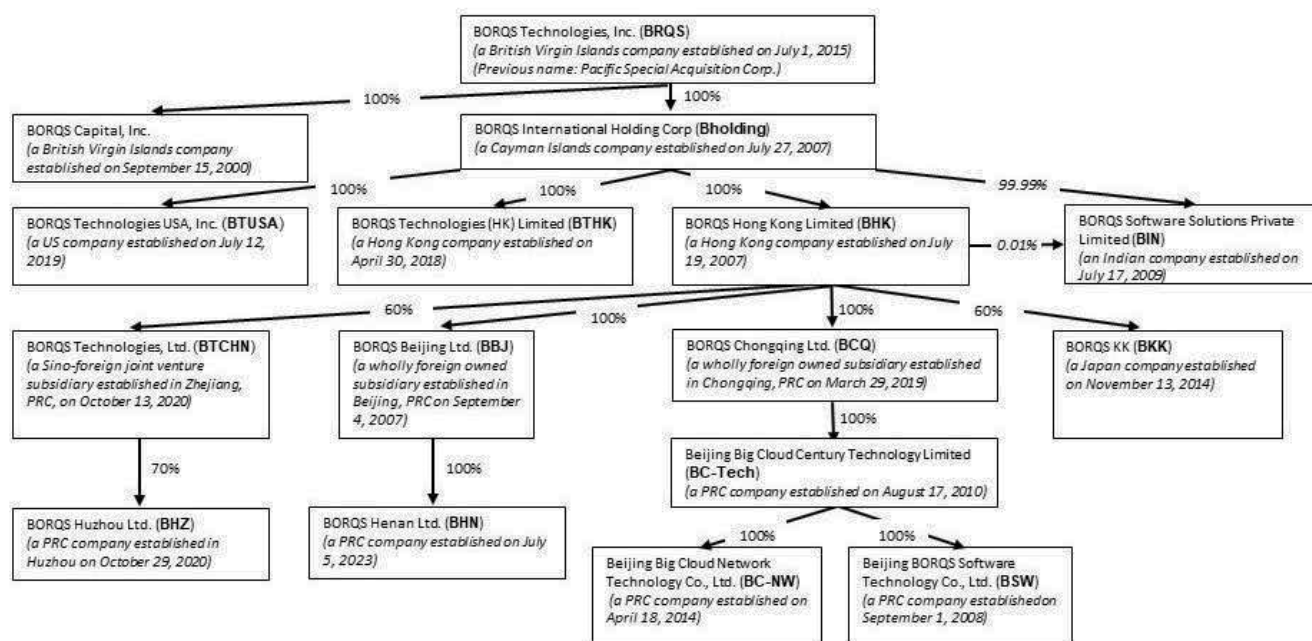 BORQS Technologies, Inc. (BRQS)
(a British Virgin Islands company established on July 1, 2015)
(Previous name: Pacific Special Acquisition Corp.)
100%
100%
BORQS Capital, Inc.
(a British Virgin Islands company
established on September 15, 2000)
BORQS International Holding Corp (Bholding)
(a Cayman Islands company established on July 27, 2007)
100%
100%
100%
99.99%
BORQS Technologies USA, Inc. (BTUSA)
(a US company established on July 12,
2019)
BORQS Technologies (HK) Limited (BTHK)
(a Hong Kong company established on
April 30, 2018)
BORQS Hong Kong Limited (BHK)
(a Hong Kong company established on July
19, 2007)
0.01%
BORQS Software Solutions Private
Limited (BIN)
(an Indian company established on
July 17, 2009)
60%
100%
100%
60%
BORQS Technologies, Ltd. (BTCHN)
(a Sino-foreign joint venture
subsidiary established in Zhejiang,
PRC, on October 13, 2020)
BORQS Beijing Ltd. (BBJ)
(a wholly foreign owned
subsidiary established in
Beijing, PRC on September
4, 2007)
BORQS Chongqing Ltd. (BCQ)
(a wholly foreign owned subsidiary established
in Chongqing, PRC on March 29, 2019)
BORQS KK (BKK)
(a Japan company established
on November 13, 2014)
100%
70%
100%
Beijing Big Cloud Century Technology Limited
(BC-Tech)
(a PRC company established on August 17, 2010)
BORQS Huzhou Ltd. (BHZ)
(a PRC company established in
Huzhou on October 29, 2020)
BORQS Henan Ltd. (BHN)
(a PRC company established on July
5, 2023)
100%
100%
Beijing Big Cloud Network
Technology Co., Ltd. (BC-NW)
(a PRC company established on
April 18, 2014)
Beijing BORQS Software
Technology Co., Ltd. (BSW)
(a PRC company establishedon
September 1, 2008)